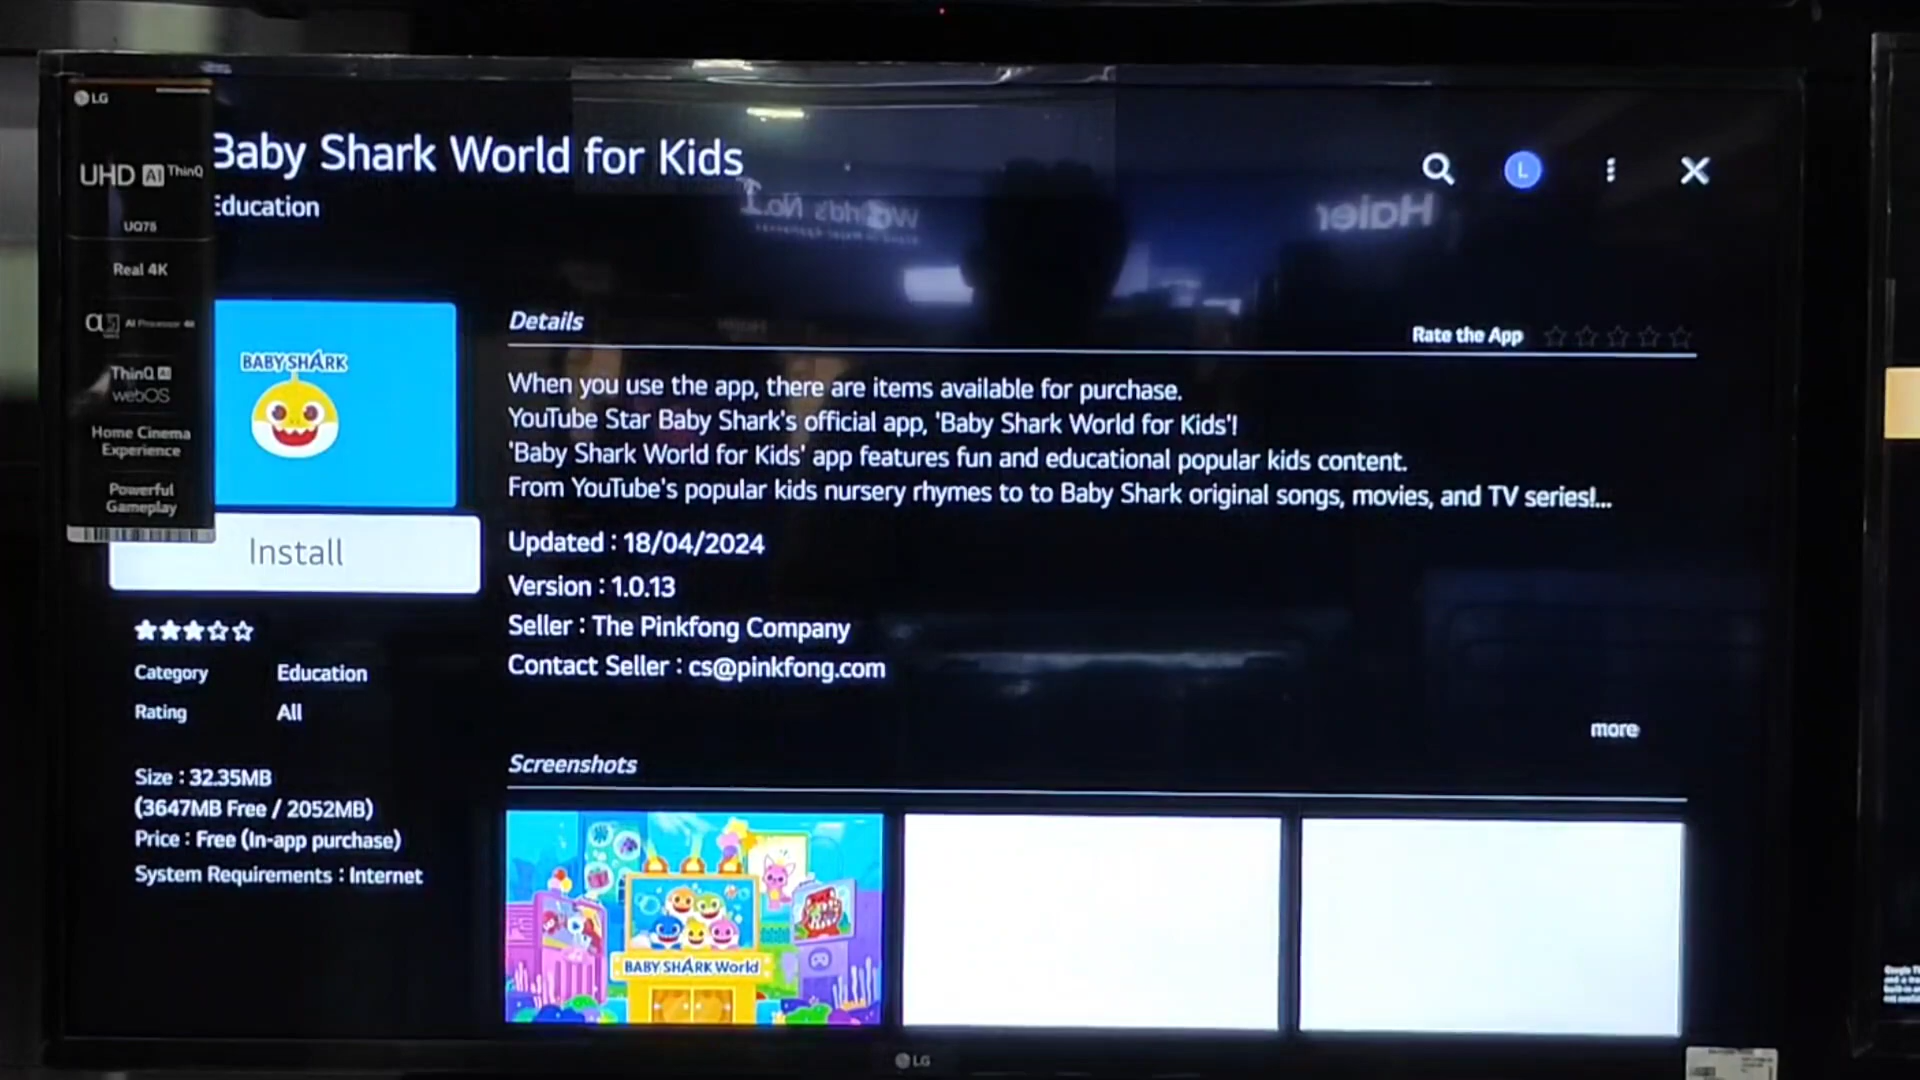 LG
UHD AI ThinQ
UQ75
Real 4K
α5 AI Processor 4K
ThinQ AI
webOS
Home Cinema
Experience
Powerful
Gameplay
Baby Shark World for Kids
Education
L
World's No.1
Haier
BABY SHARK
Install
Category Education
Rating All
Size : 32.35MB
(3647MB Free / 2052MB)
Price : Free (In-app purchase)
System Requirements : Internet
Details
Rate the App
When you use the app, there are items available for purchase.
YouTube Star Baby Shark's official app, 'Baby Shark World for Kids'!
'Baby Shark World for Kids' app features fun and educational popular kids content.
From YouTube's popular kids nursery rhymes to to Baby Shark original songs, movies, and TV series!...
Updated : 18/04/2024
Version : 1.0.13
Seller : The Pinkfong Company
Contact Seller : cs@pinkfong.com
more
Screenshots
BABY SHARK World
LG